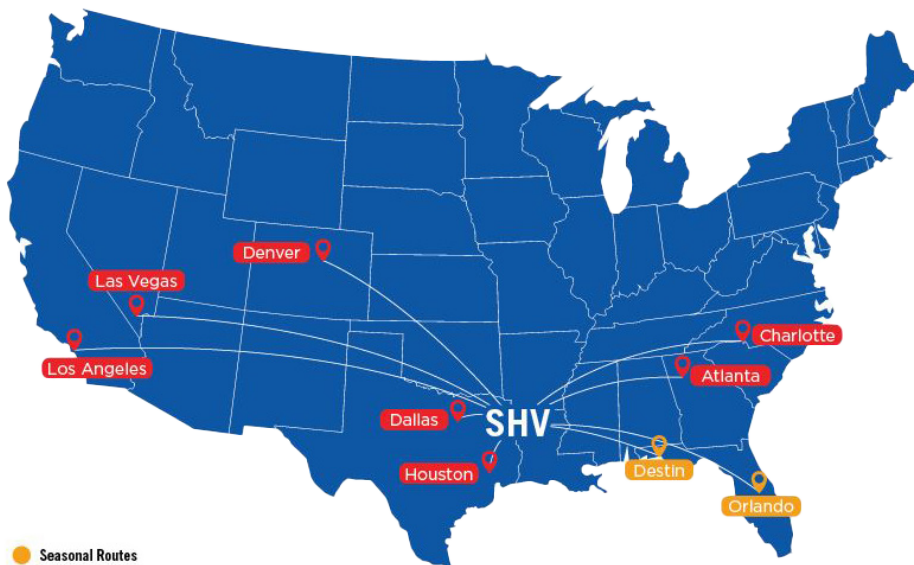 Denver
Las Vegas
Los Angeles
Charlotte
Atlanta
Dallas
SHV
Houston
Destin
Orlando
Seasonal Routes